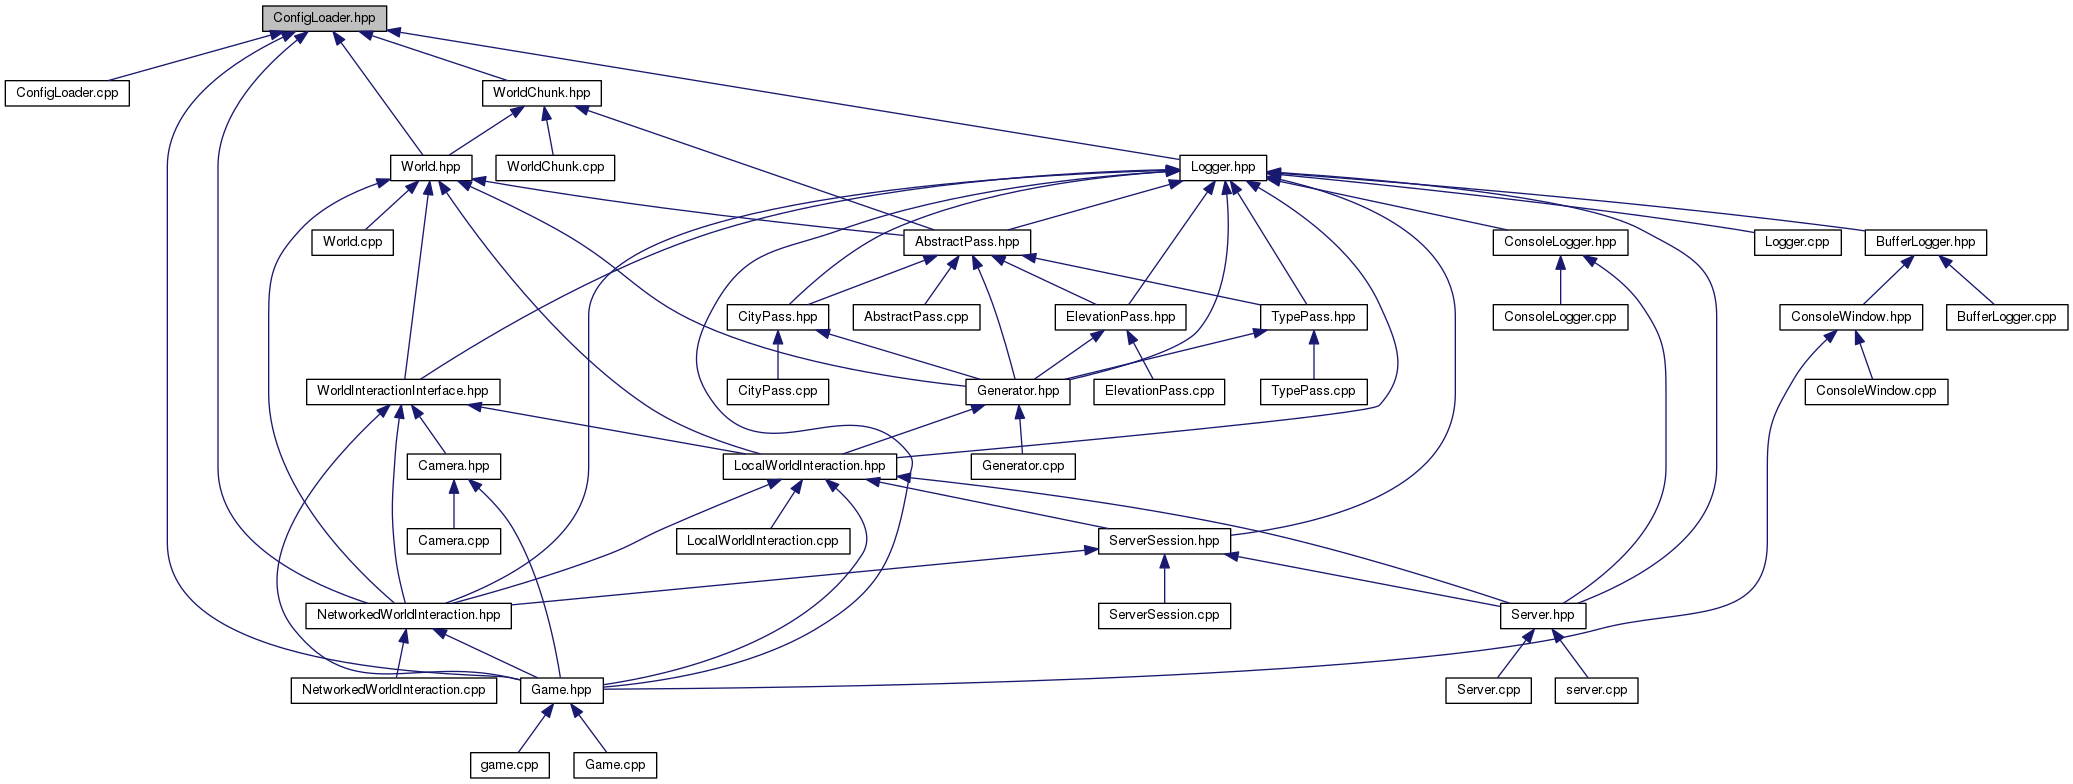 ConfigLoader.hpp
ConfigLoader.cpp
WorldChunk.hpp
World.hpp
WorldChunk.cpp
Logger.hpp
World.cpp
AbstractPass.hpp
ConsoleLogger.hpp
Logger.cpp
BufferLogger.hpp
CityPass.hpp
AbstractPass.cpp
ElevationPass.hpp
TypePass.hpp
ConsoleLogger.cpp
ConsoleWindow.hpp
BufferLogger.cpp
WorldInteractionInterface.hpp
CityPass.cpp
Generator.hpp
ElevationPass.cpp
TypePass.cpp
ConsoleWindow.cpp
Camera.hpp
LocalWorldInteraction.hpp
Generator.cpp
Camera.cpp
LocalWorldInteraction.cpp
ServerSession.hpp
NetworkedWorldInteraction.hpp
ServerSession.cpp
Server.hpp
NetworkedWorldInteraction.cpp
Game.hpp
Server.cpp
server.cpp
game.cpp
Game.cpp